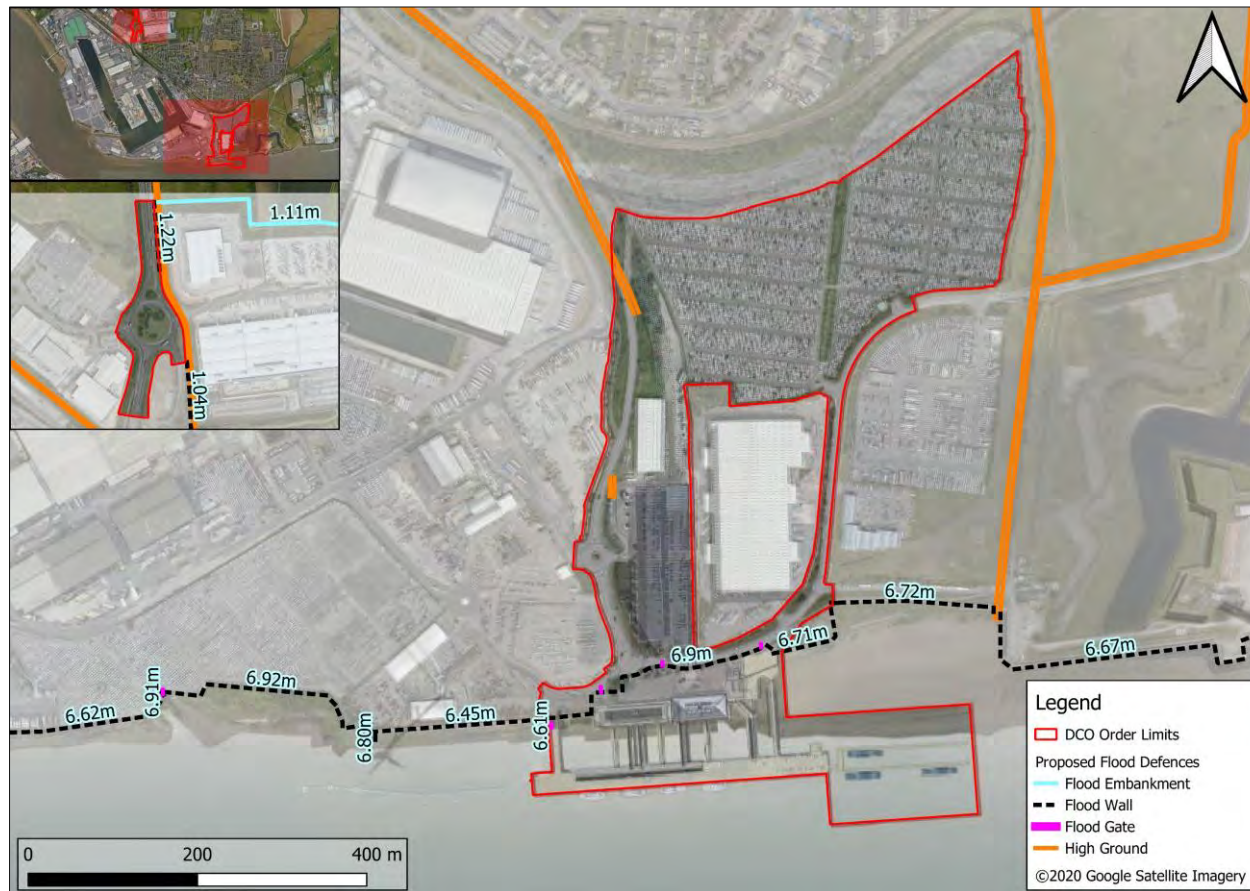 1.11m
1.22m
1.04m
6.72m
6.71m
6.9m
6.67m
6.92m
6.91m
6.62m
6.80m
6.45m
6.61m
Legend
DCO Order Limits
Proposed Flood Defences
Flood Embankment
Flood Wall
Flood Gate
High Ground
©2020 Google Satellite Imagery
0 200 400 m